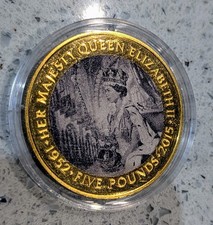 HER MAJESTY QUEEN ELIZABETH II
· 1952 · FIVE POUNDS · 2015 ·